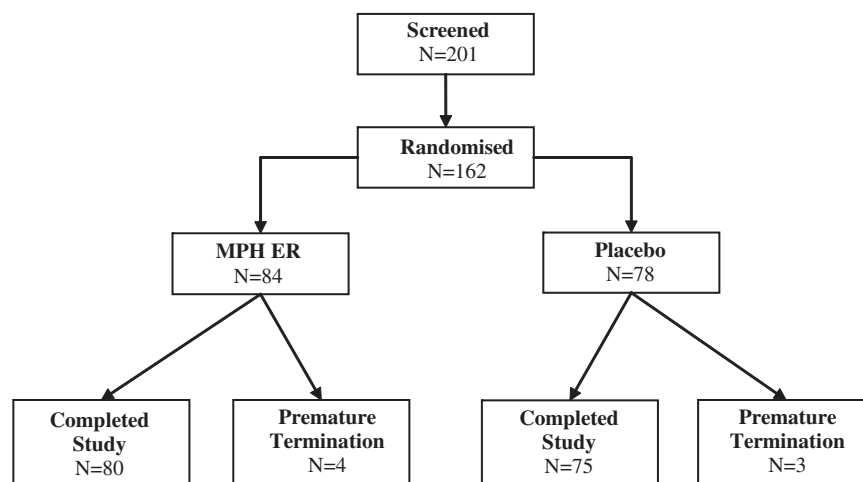 Screened
N=201
Randomised
N=162
MPH ER
N=84
Placebo
N=78
Completed
Study
N=80
Premature
Termination
N=4
Completed
Study
N=75
Premature
Termination
N=3